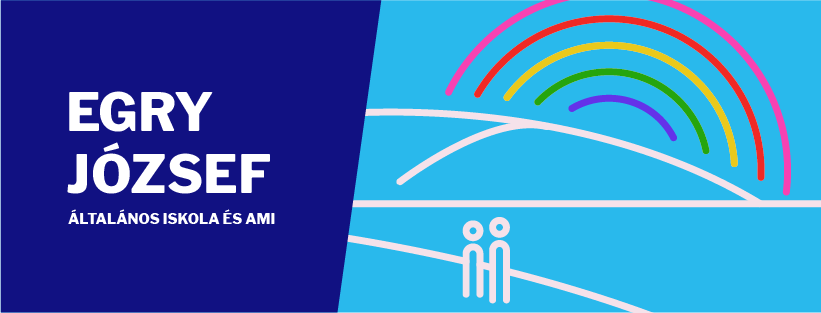 EGRY
JÓZSEF
ÁLTALÁNOS ISKOLA ÉS AMI